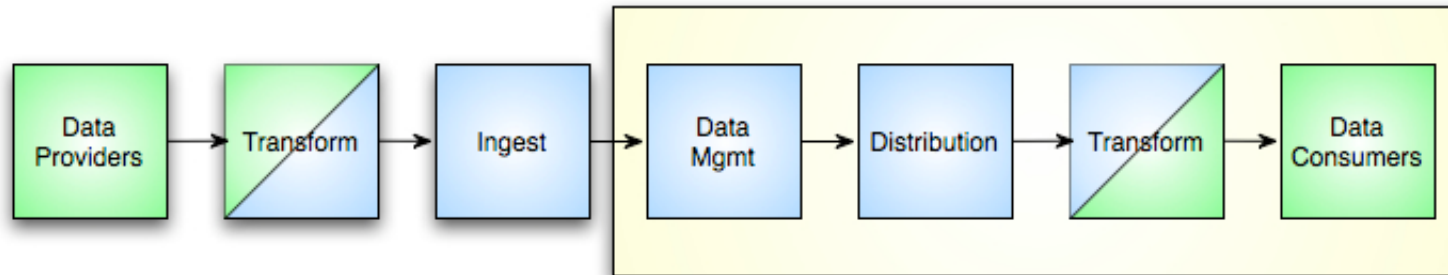 Data
Providers
Transform
Ingest
Data
Mgmt
Distribution
Transform
Data
Consumers